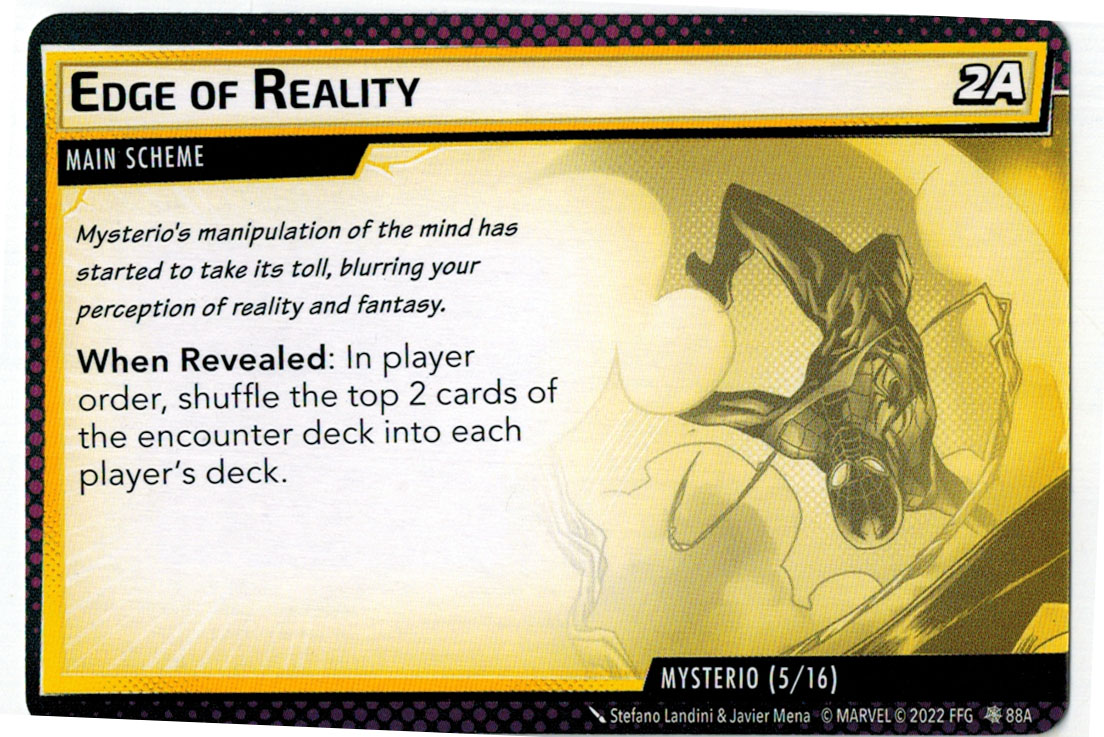 EDGE OF REALITY
2A
MAIN SCHEME
Mysterio's manipulation of the mind has
started to take its toll, blurring your
perception of reality and fantasy.
When Revealed: In player
order, shuffle the top 2 cards of
the encounter deck into each
player's deck.
MYSTERIO (5/16)
Stefano Landini & Javier Mena © MARVEL © 2022 FFG 88A